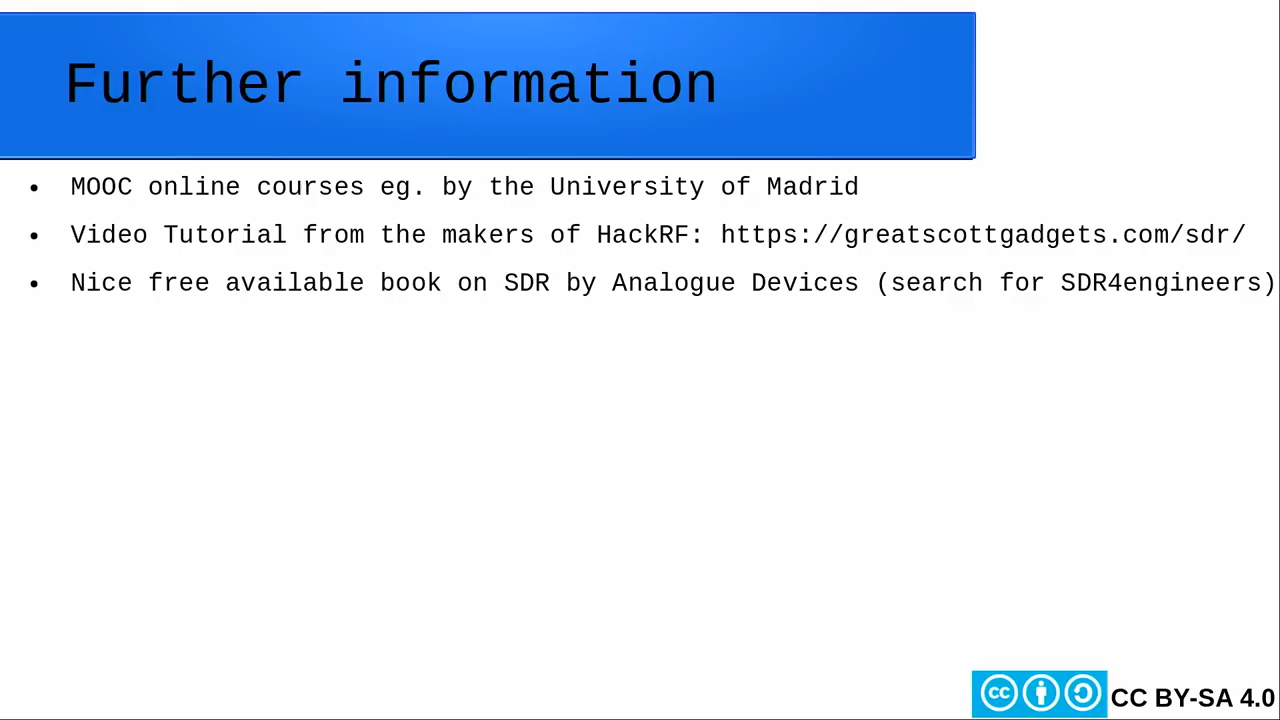 Further information
• MOOC online courses eg. by the University of Madrid
• Video Tutorial from the makers of HackRF: https://greatscottgadgets.com/sdr/
• Nice free available book on SDR by Analogue Devices (search for SDR4engineers)
cc CC BY-SA 4.0